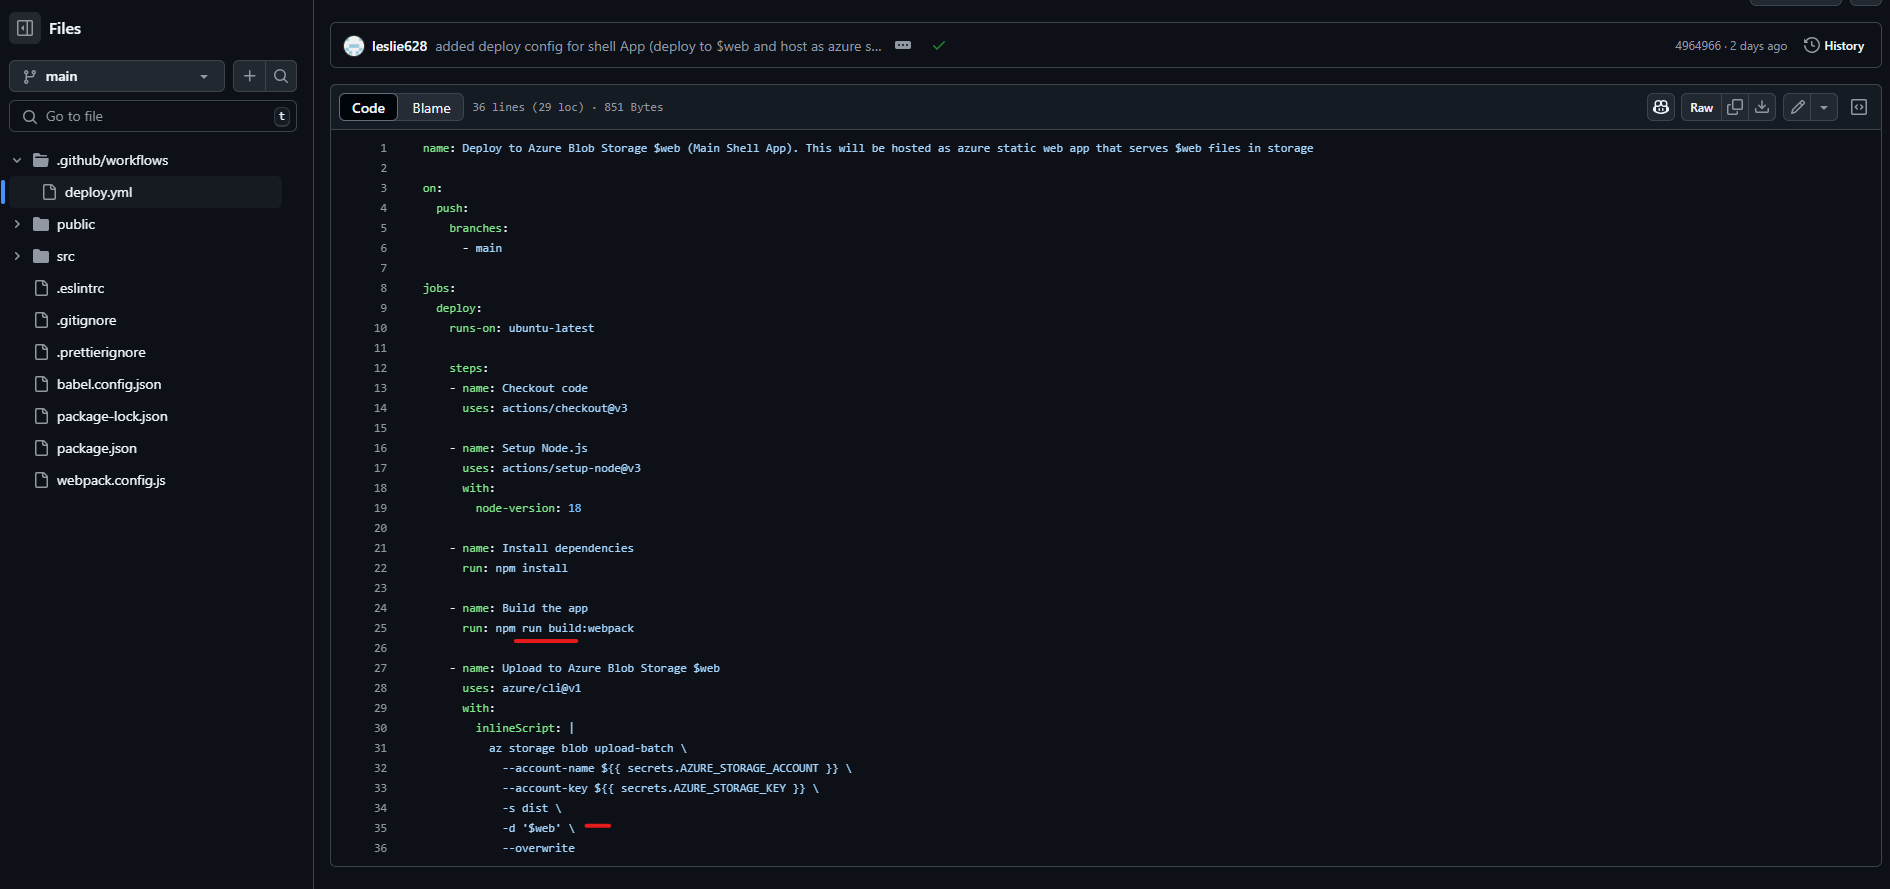 Files
main
Go to file
t
.github/workflows
deploy.yml
public
src
.eslintrc
.gitignore
.prettierignore
babel.config.json
package-lock.json
package.json
webpack.config.js
leslie628 added deploy config for shell App (deploy to $web and host as azure s...
4964966 · 2 days ago
History
Code
Blame
36 lines (29 loc) · 851 Bytes
Raw
1 name: Deploy to Azure Blob Storage $web (Main Shell App). This will be hosted as azure static web app that serves $web files in storage
2
3 on:
4 push:
5 branches:
6 - main
7
8 jobs:
9 deploy:
10 runs-on: ubuntu-latest
11
12 steps:
13 - name: Checkout code
14 uses: actions/checkout@v3
15
16 - name: Setup Node.js
17 uses: actions/setup-node@v3
18 with:
19 node-version: 18
20
21 - name: Install dependencies
22 run: npm install
23
24 - name: Build the app
25 run: npm run build:webpack
26
27 - name: Upload to Azure Blob Storage $web
28 uses: azure/cli@v1
29 with:
30 inlineScript: |
31 az storage blob upload-batch \
32 --account-name ${{ secrets.AZURE_STORAGE_ACCOUNT }} \
33 --account-key ${{ secrets.AZURE_STORAGE_KEY }} \
34 -s dist \
35 -d '$web' \
36 --overwrite